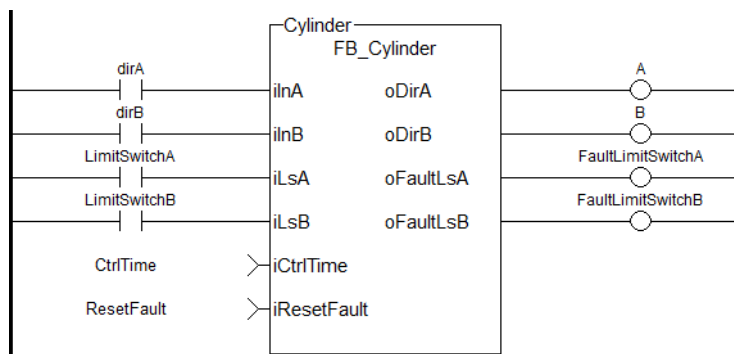 Cylinder
FB_Cylinder
dirA
iInA oDirA
A
dirB
iInB oDirB
B
LimitSwitchA
iLsA oFaultLsA
FaultLimitSwitchA
LimitSwitchB
iLsB oFaultLsB
FaultLimitSwitchB
CtrlTime
iCtrlTime
ResetFault
iResetFault